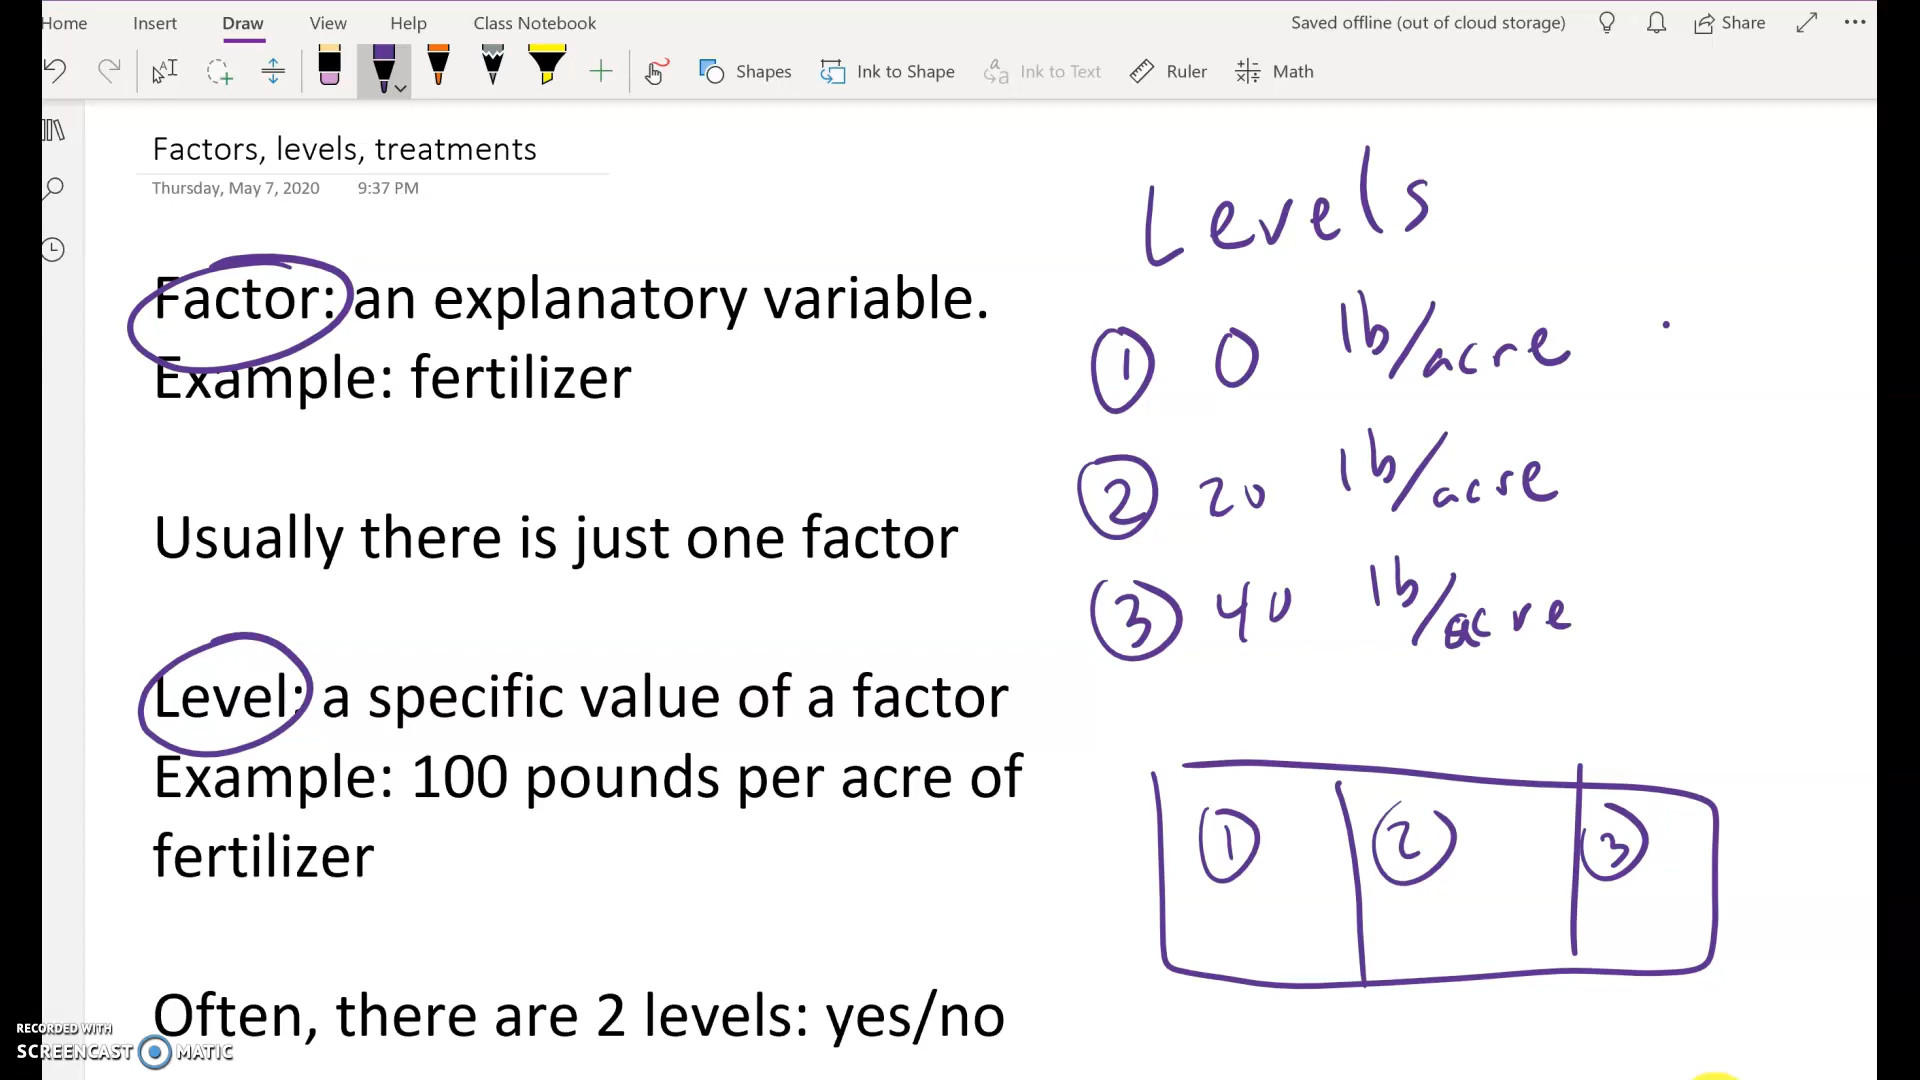 Home Insert Draw View Help Class Notebook Saved offline (out of cloud storage) Share
Shapes Ink to Shape Ink to Text Ruler Math
Factors, levels, treatments
Thursday, May 7, 2020 9:37 PM
Factor: an explanatory variable.
Example: fertilizer
Usually there is just one factor
Level: a specific value of a factor
Example: 100 pounds per acre of
fertilizer
Often, there are 2 levels: yes/no
Levels
1 0 lb/acre
2 20 lb/acre
3 40 lb/acre
1 2 3
RECORDED WITH
SCREENCAST MATIC